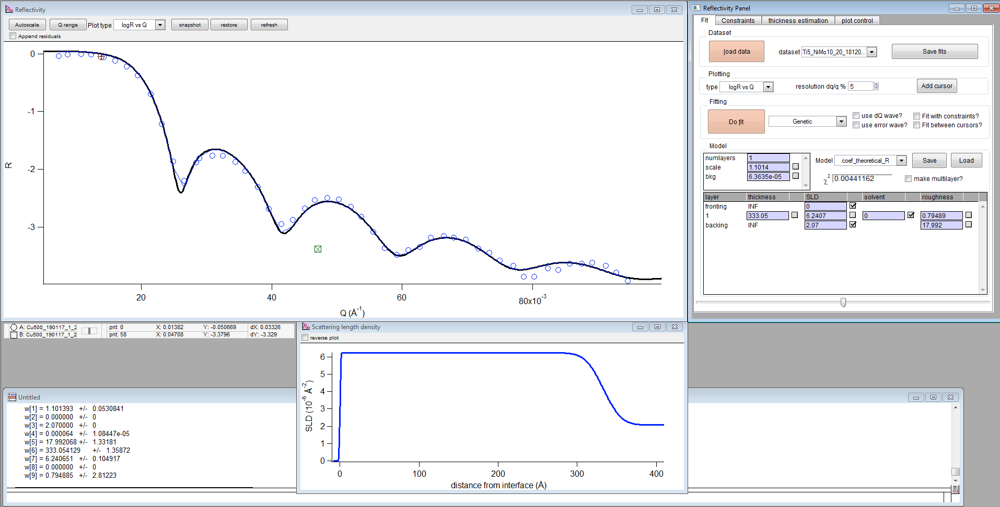 Reflectivity
Autoscale Q range Plot type logR vs Q snapshot restore refresh
Append residuals
0
-1
-2
-3
R
20 40 60 80x10-3
Q (Å-1)
A: Cu500_190117_1_2 pnt: 0 X: 0.01382 Y: -0.050669 dX: 0.03326
B: Cu500_190117_1_2 pnt: 58 X: 0.04708 Y: -3.3796 dY: -3.329
Reflectivity Panel
Fit Constraints thickness estimation plot control
Dataset
load data dataset Ti5_NiMo10_20_18120... Save fits
Plotting
type logR vs Q resolution dq/q % 5 Add cursor
Fitting
Do fit Genetic
use dQ wave? Fit with constraints?
use error wave? Fit between cursors?
Model
numlayers 1
scale 1.1014
bkg 6.3635e-05
Model coef_theoretical_R Save Load
χ2 0.00441162 make multilayer?
layer thickness SLD solvent roughness
fronting INF 0
1 333.05 6.2407 0 0.79489
backing INF 2.07 17.992
Scattering length density
reverse plot
6
5
4
3
2
1
0
SLD (10-6 Å-2)
0 100 200 300 400
distance from interface (Å)
Untitled
w[1] = 1.101393 +/- 0.0530841
w[2] = 0.000000 +/- 0
w[3] = 2.070000 +/- 0
w[4] = 0.000064 +/- 1.08447e-05
w[5] = 17.992068 +/- 1.33181
w[6] = 333.054129 +/- 1.35872
w[7] = 6.240651 +/- 0.104917
w[8] = 0.000000 +/- 0
w[9] = 0.794885 +/- 2.81223